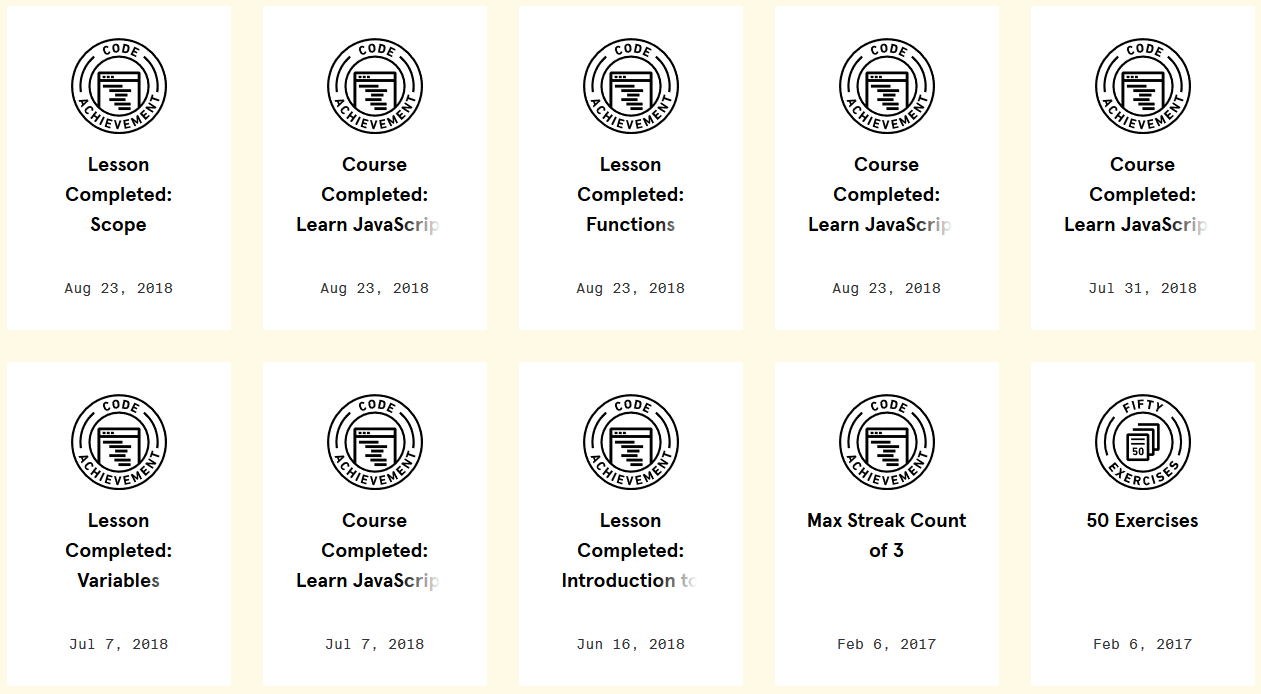 CODE ACHIEVEMENT
Lesson
Completed:
Scope
Aug 23, 2018
CODE ACHIEVEMENT
Course
Completed:
Learn JavaScrip
Aug 23, 2018
CODE ACHIEVEMENT
Lesson
Completed:
Functions
Aug 23, 2018
CODE ACHIEVEMENT
Course
Completed:
Learn JavaScrip
Aug 23, 2018
CODE ACHIEVEMENT
Course
Completed:
Learn JavaScrip
Jul 31, 2018
CODE ACHIEVEMENT
Lesson
Completed:
Variables
Jul 7, 2018
CODE ACHIEVEMENT
Course
Completed:
Learn JavaScrip
Jul 7, 2018
CODE ACHIEVEMENT
Lesson
Completed:
Introduction to
Jun 16, 2018
CODE ACHIEVEMENT
Max Streak Count
of 3
Feb 6, 2017
FIFTY EXERCISES
50
50 Exercises
Feb 6, 2017